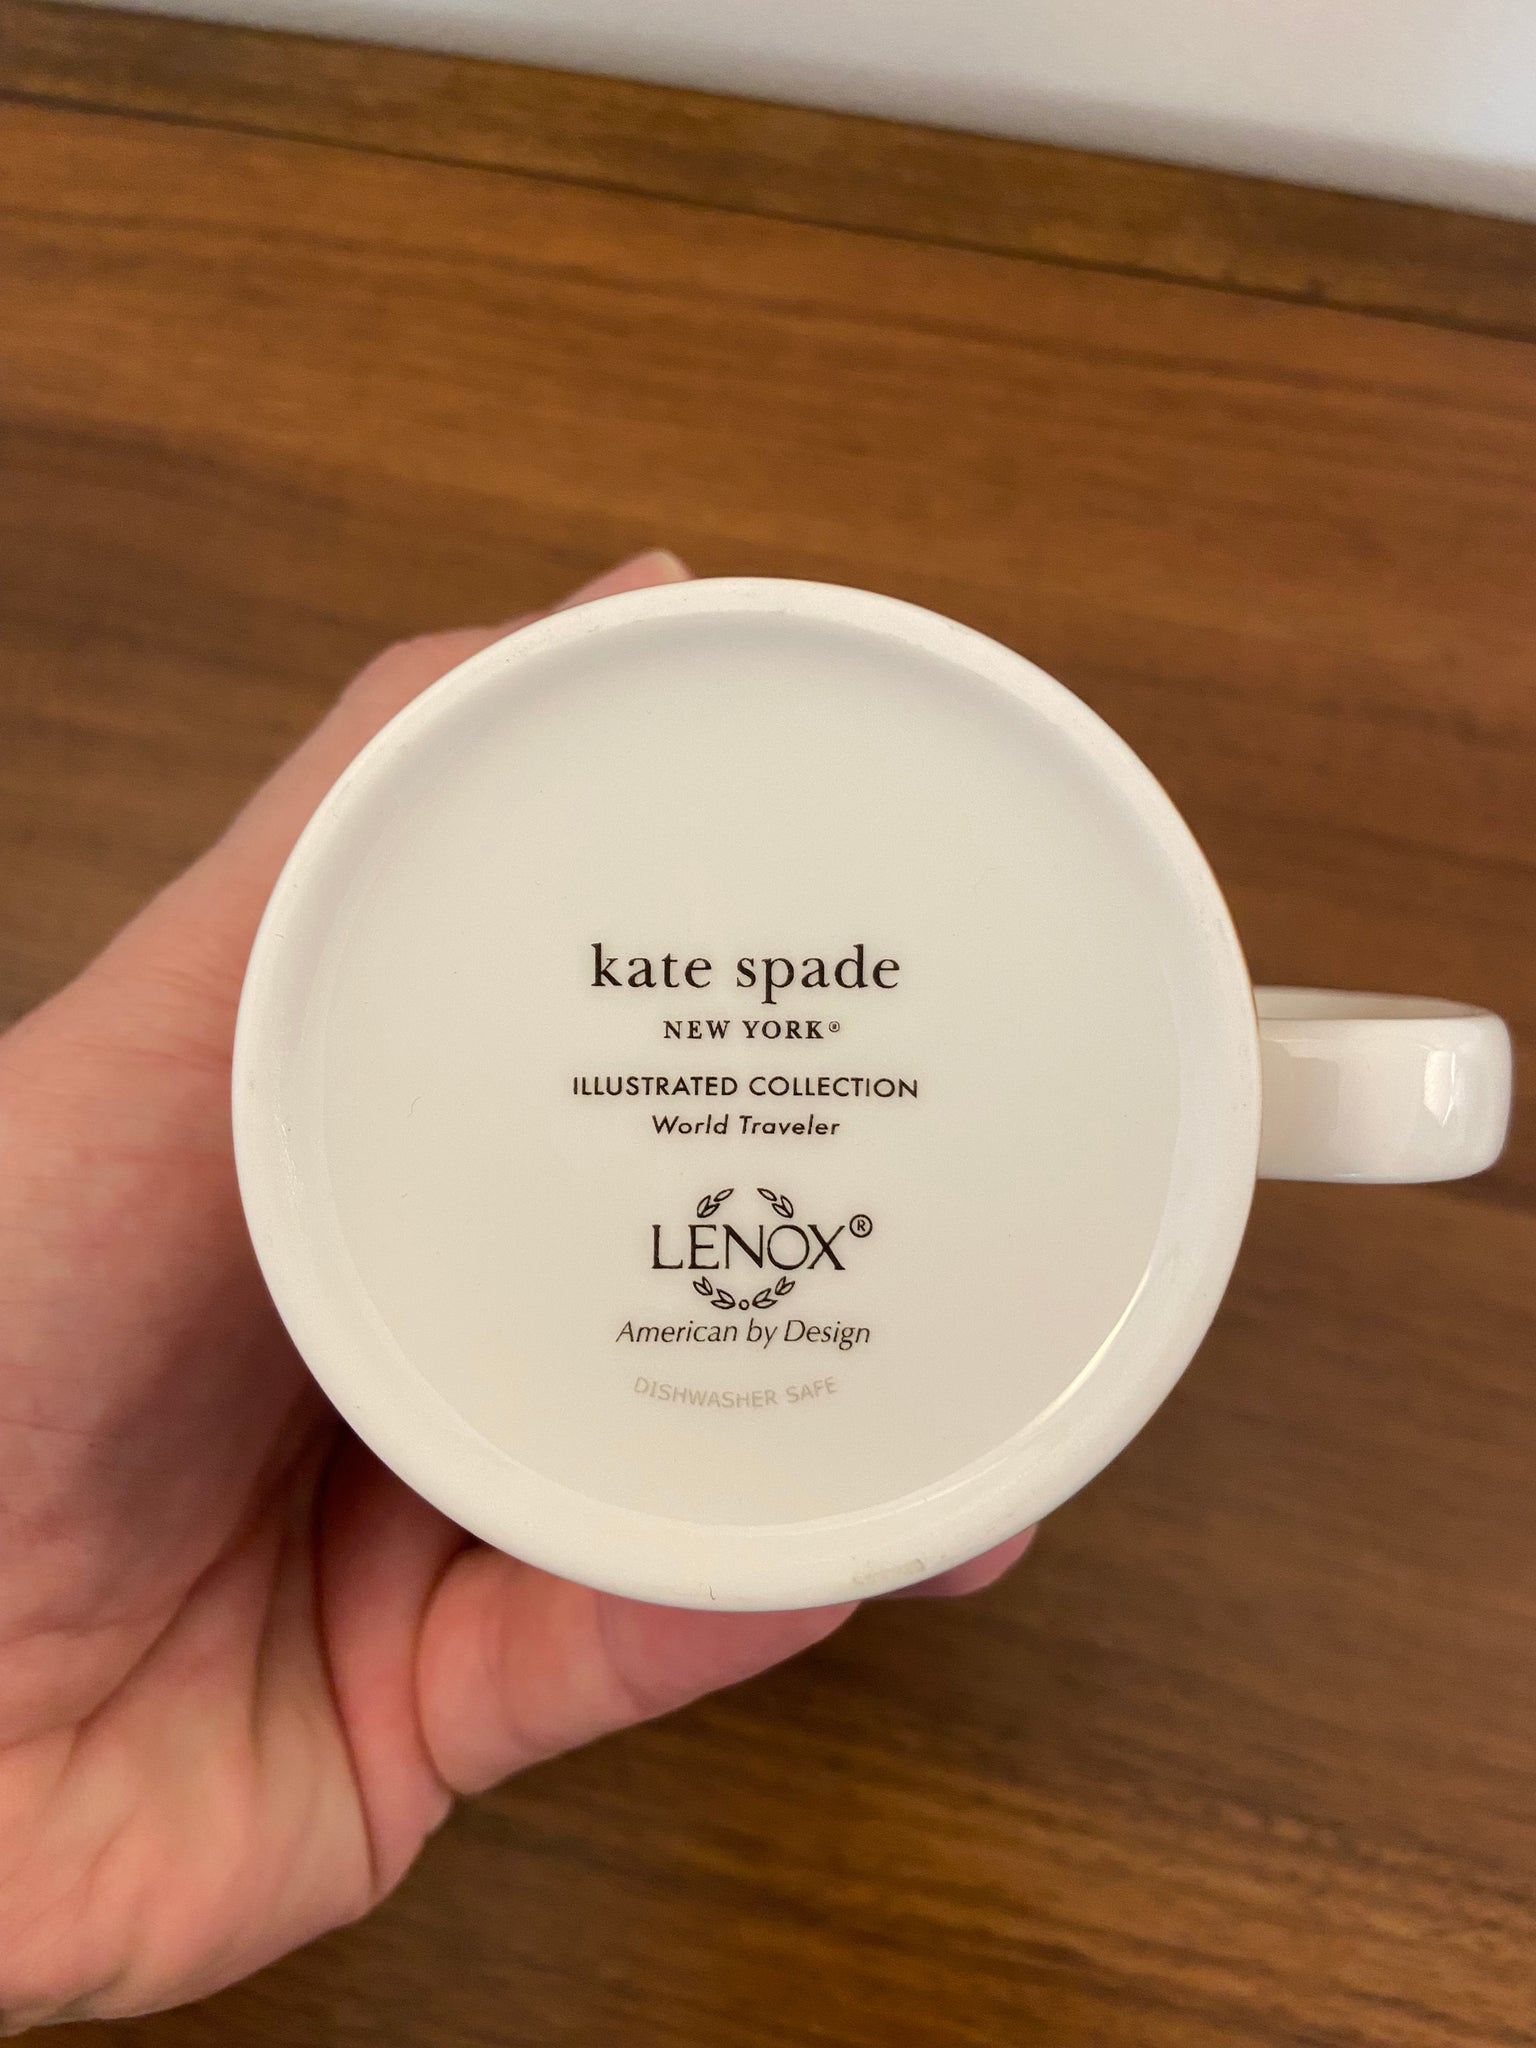 kate spade
NEW YORK®
ILLUSTRATED COLLECTION
World Traveler
LENOX®
American by Design
DISHWASHER SAFE